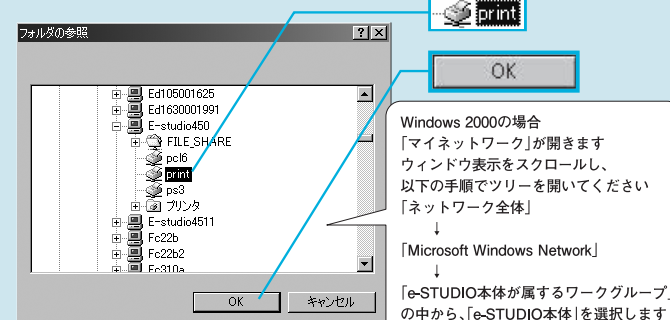 print
フォルダの参照
OK
Ed105001625
Ed1630001991
E-studio450
FILE_SHARE
pcl6
print
ps3
プリンタ
E-studio4511
Fc22b
Fc22b2
Fc310a
OK
キャンセル
Windows 2000の場合
「マイネットワーク」が開きます
ウィンドウ表示をスクロールし、
以下の手順でツリーを開いてください
「ネットワーク全体」
↓
「Microsoft Windows Network」
↓
「e-STUDIO本体が属するワークグループ」
の中から、「e-STUDIO本体」を選択します